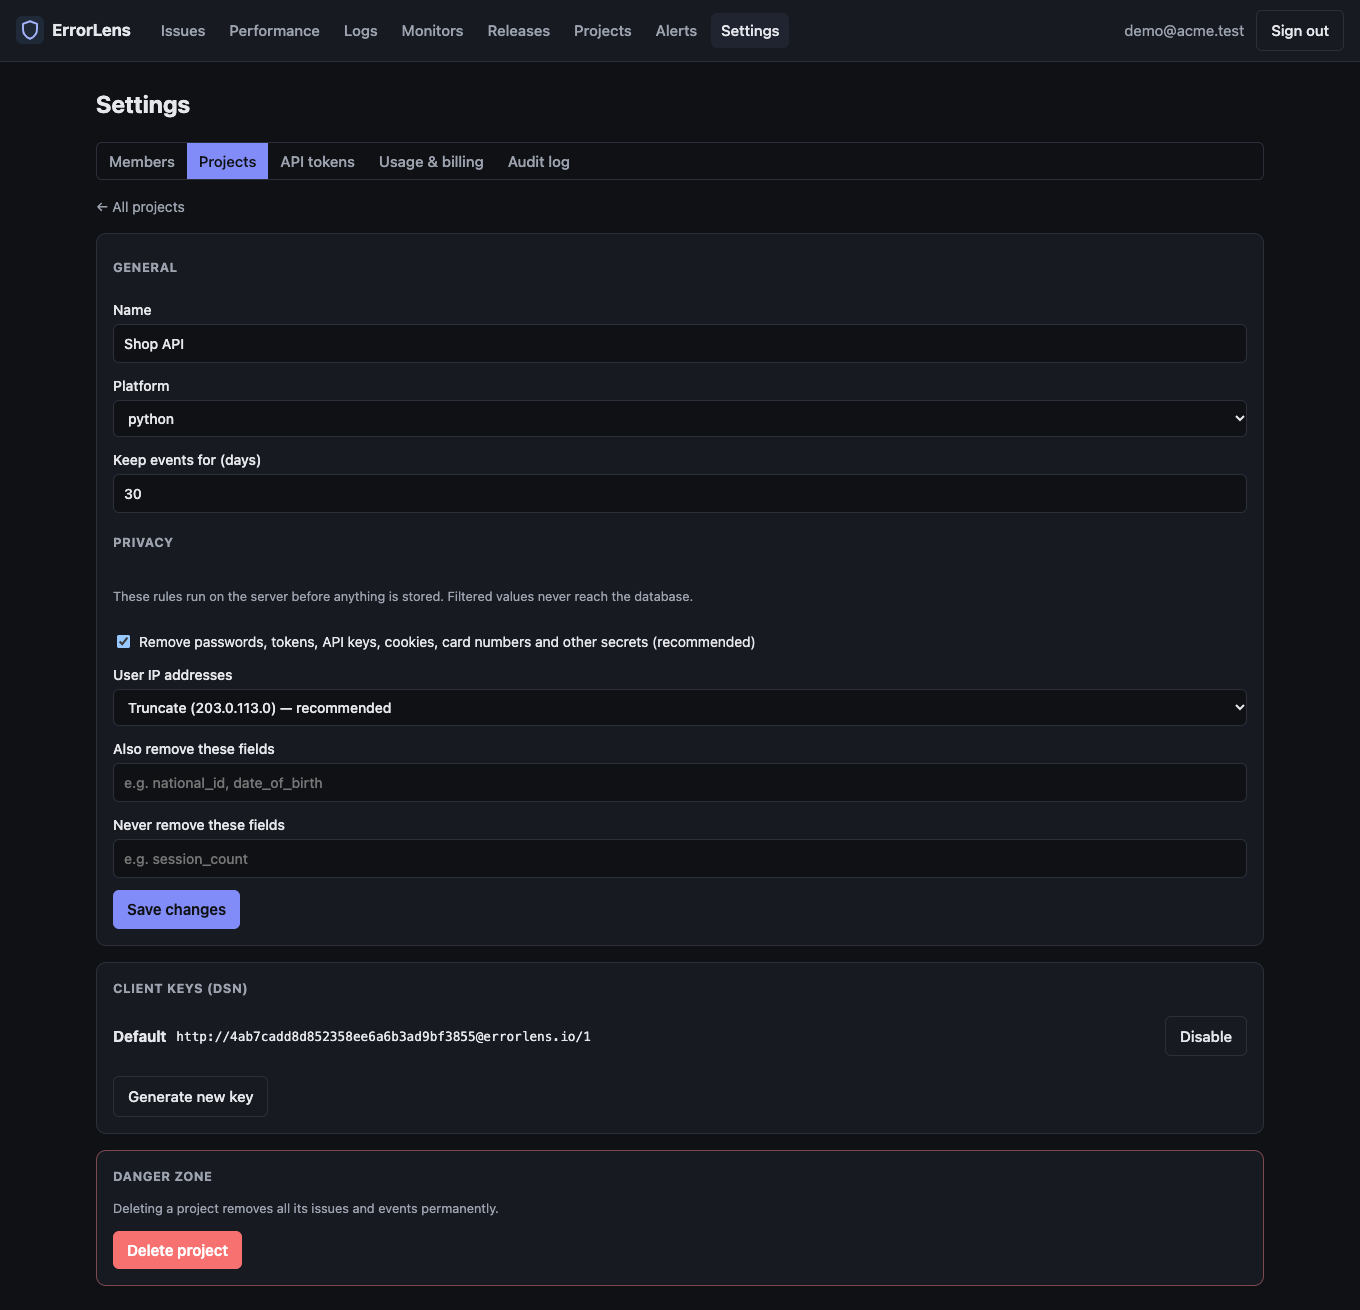 ErrorLens
Issues
Performance
Logs
Monitors
Releases
Projects
Alerts
Settings
demo@acme.test
Sign out
Settings
Members
Projects
API tokens
Usage & billing
Audit log
← All projects
GENERAL
Name
Shop API
Platform
python
Keep events for (days)
30
PRIVACY
These rules run on the server before anything is stored. Filtered values never reach the database.
Remove passwords, tokens, API keys, cookies, card numbers and other secrets (recommended)
User IP addresses
Truncate (203.0.113.0) — recommended
Also remove these fields
e.g. national_id, date_of_birth
Never remove these fields
e.g. session_count
Save changes
CLIENT KEYS (DSN)
Default http://4ab7cadd8d852358ee6a6b3ad9bf3855@errorlens.io/1
Disable
Generate new key
DANGER ZONE
Deleting a project removes all its issues and events permanently.
Delete project